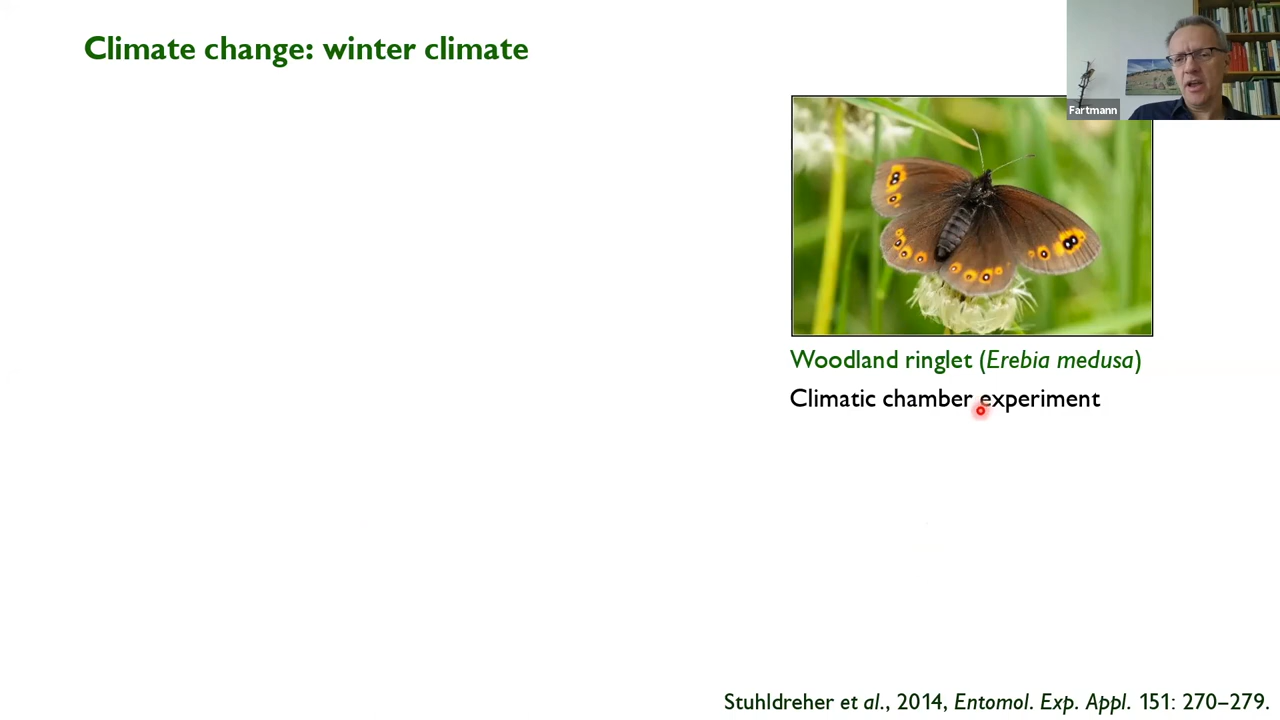 Climate change: winter climate
Fartmann
Woodland ringlet (Erebia medusa)
Climatic chamber experiment
Stuhldreher et al., 2014, Entomol. Exp. Appl. 151: 270–279.